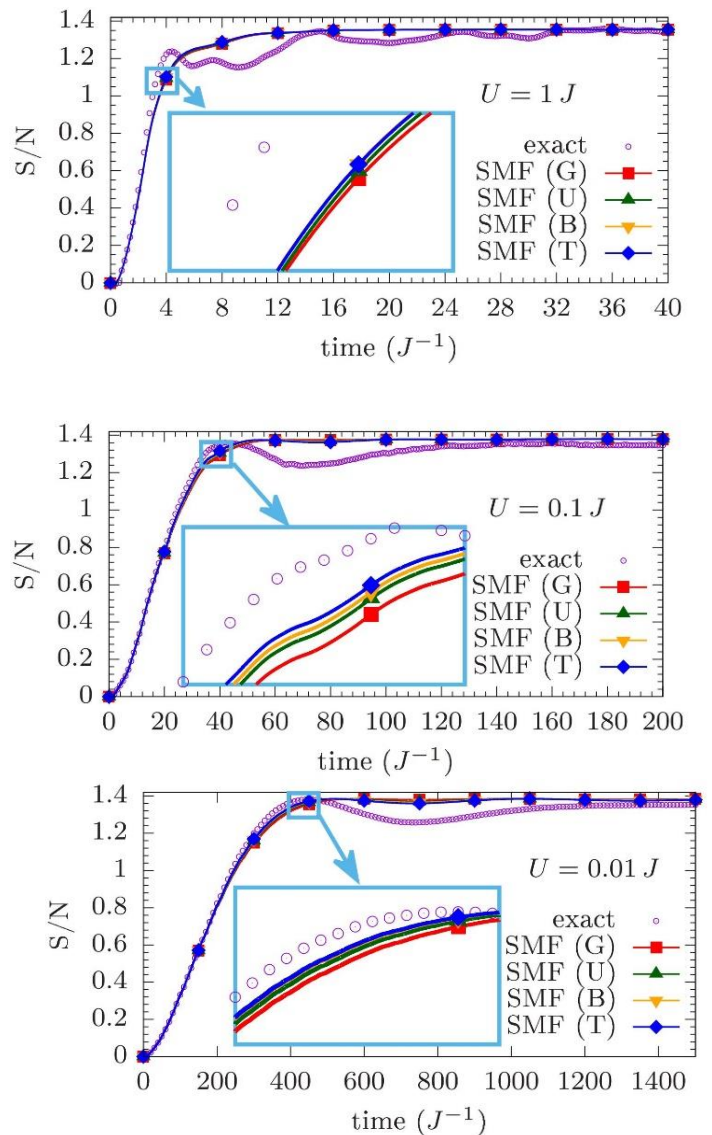 1.4
1.2
1
0.8
0.6
0.4
0.2
0
S/N
U = 1 J
exact
SMF (G)
SMF (U)
SMF (B)
SMF (T)
0 4 8 12 16 20 24 28 32 36 40
time (J⁻¹)
1.4
1.2
1
0.8
0.6
0.4
0.2
0
S/N
U = 0.1 J
exact
SMF (G)
SMF (U)
SMF (B)
SMF (T)
0 20 40 60 80 100 120 140 160 180 200
time (J⁻¹)
1.4
1.2
1
0.8
0.6
0.4
0.2
0
S/N
U = 0.01 J
exact
SMF (G)
SMF (U)
SMF (B)
SMF (T)
0 200 400 600 800 1000 1200 1400
time (J⁻¹)